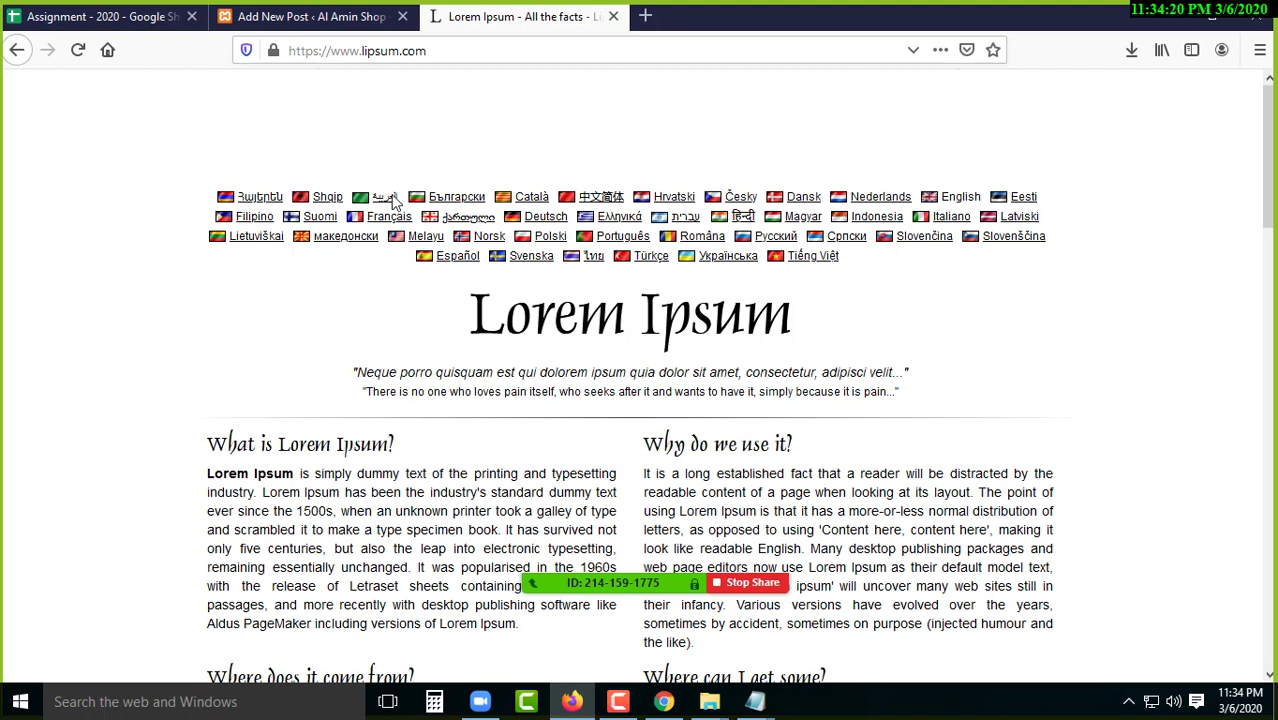 11:34:20 PM 3/6/2020
Assignment - 2020 - Google Sh
Add New Post ‹ Al Amin Shop
Lorem Ipsum - All the facts - Li
https://www.lipsum.com
Հայերեն Shqip العربية Български Català 中文简体 Hrvatski Česky Dansk Nederlands English Eesti
Filipino Suomi Français ქართული Deutsch Ελληνικά עברית हिन्दी Magyar Indonesia Italiano Latviski
Lietuviškai македонски Melayu Norsk Polski Português Româna Pyccкий Српски Slovenčina Slovenščina
Español Svenska ไทย Türkçe Українська Tiếng Việt
Lorem Ipsum
"Neque porro quisquam est qui dolorem ipsum quia dolor sit amet, consectetur, adipisci velit..."
"There is no one who loves pain itself, who seeks after it and wants to have it, simply because it is pain..."
What is Lorem Ipsum?
Lorem Ipsum is simply dummy text of the printing and typesetting
industry. Lorem Ipsum has been the industry's standard dummy text
ever since the 1500s, when an unknown printer took a galley of type
and scrambled it to make a type specimen book. It has survived not
only five centuries, but also the leap into electronic typesetting,
remaining essentially unchanged. It was popularised in the 1960s
with the release of Letraset sheets containing
passages, and more recently with desktop publishing software like
Aldus PageMaker including versions of Lorem Ipsum.
Why do we use it?
It is a long established fact that a reader will be distracted by the
readable content of a page when looking at its layout. The point of
using Lorem Ipsum is that it has a more-or-less normal distribution of
letters, as opposed to using 'Content here, content here', making it
look like readable English. Many desktop publishing packages and
web page editors now use Lorem Ipsum as their default model text,
ipsum' will uncover many web sites still in
their infancy. Various versions have evolved over the years,
sometimes by accident, sometimes on purpose (injected humour and
the like).
ID: 214-159-1775
Stop Share
Where does it come from?
Where can I get some?
Search the web and Windows
11:34 PM
3/6/2020